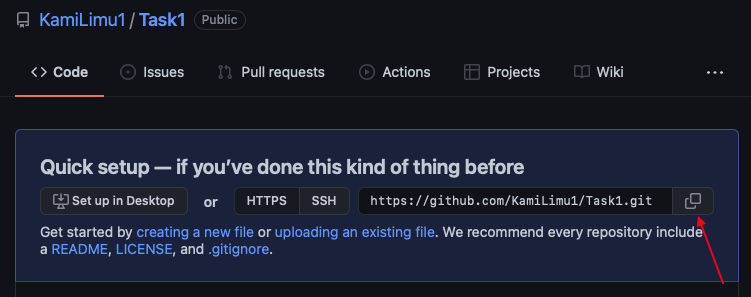 KamiLimu1 / Task1 Public
Code Issues Pull requests Actions Projects Wiki ...
Quick setup — if you’ve done this kind of thing before
Set up in Desktop or HTTPS SSH https://github.com/KamiLimu1/Task1.git
Get started by creating a new file or uploading an existing file. We recommend every repository include
a README, LICENSE, and .gitignore.